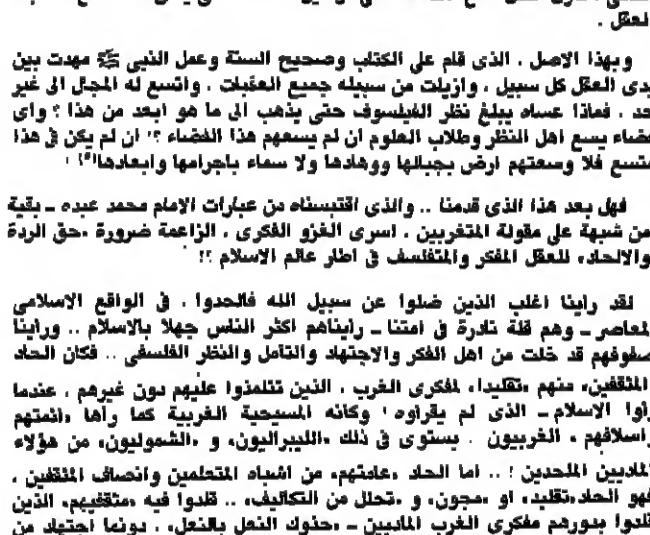 العقل .
وبهذا الاصل ، الذى قام على الكتاب وصحيح السنة وعمل النبى ﷺ مهدت بين
يدى العقل كل سبيل ، وازيلت من سبيله جميع العقبات . واتسع له المجال الى غير
حد . فماذا عساه يبلغ نظر الفيلسوف حتى يذهب الى ما هو ابعد من هذا ؟ واى
فضاء يسع اهل النظر وطلاب العلوم ان لم يسعهم هذا الفضاء ؟! ان لم يكن فى هذا
متسع فلا وسعتهم ارض بجبالها ووهادها ولا سماء باجرامها وابعادها !
فهل بعد هذا الذى قدمنا .. والذى اقتبسناه من عبارات الامام محمد عبده ــ بقية
من شبهة على مقولة المتغربين ، اسرى الغزو الفكرى ، الزاعمة ضرورة «حق الردة
والالحاد» للعقل المفكر والمتفلسف فى اطار عالم الاسلام ؟!
لقد راينا اغلب الذين ضلوا عن سبيل الله فالحدوا . فى الواقع الاسلامى
المعاصر ــ وهم قلة نادرة فى امتنا ــ رايناهم اكثر الناس جهلا بالاسلام .. وراينا
صفوفهم قد خلت من اهل الفكر والاجتهاد والتامل والنظر الفلسفى .. فكان الحاد
المثقفين» منهم «تقليدا» لمفكرى الغرب ، الذين تتلمذوا عليهم دون غيرهم ، عندما
راوا الاسلام ــ الذى لم يقراوه ! وكانه المسيحية الغربية كما راها «ائمتهم
واسلافهم » الغربيون . يستوى فى ذلك «الليبراليون» و «الشموليون» من هؤلاء
الماديين الملحدين ! .. اما الحاد «عامتهم» من اشباه المتعلمين وانصاف المثقفين ،
فهو الحاد «تقليد» او «مجون» و «تحلل من التكاليف» .. قلدوا فيه «مثقفيهم» الذين
قلدوا بدورهم مفكرى الغرب الماديين ــ «حذوك النعل بالنعل» ، دونما اجتهاد من